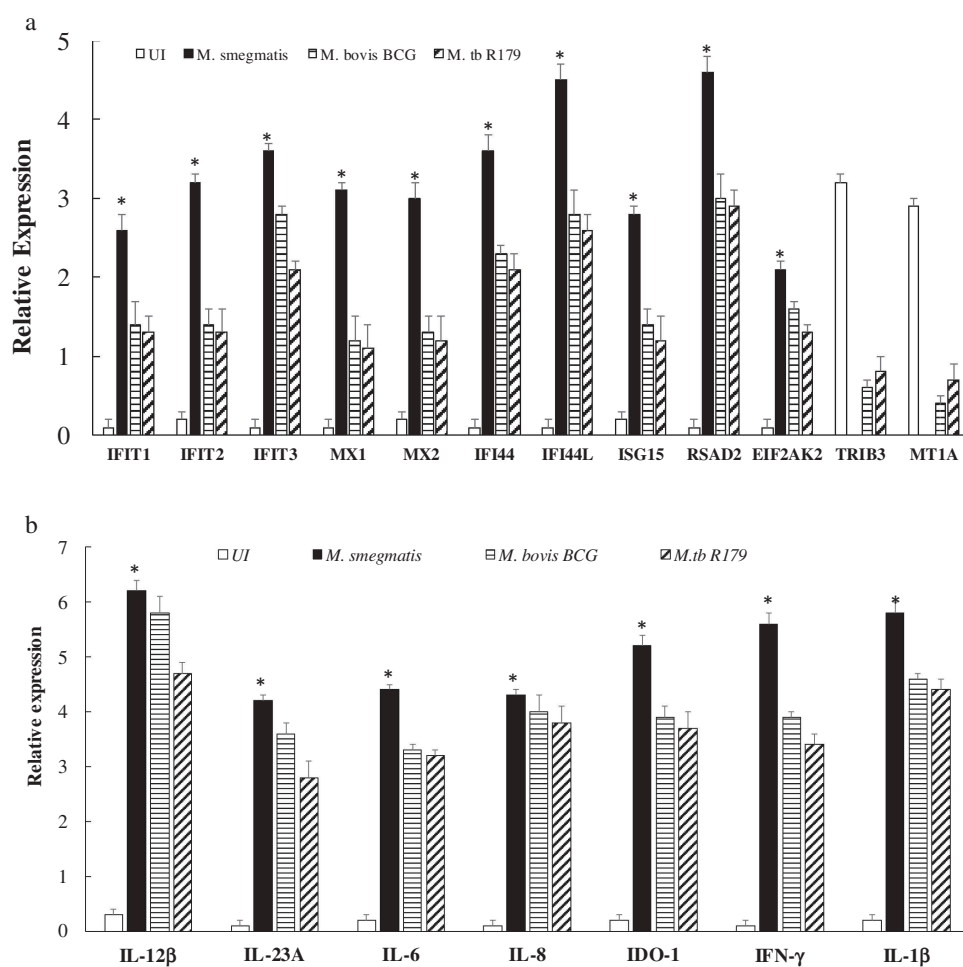 a
5
UI M. smegmatis M. bovis BCG M. tb R179
4
3
2
1
0
Relative Expression
* * * * * * * * * *
IFIT1 IFIT2 IFIT3 MX1 MX2 IFI44 IFI44L ISG15 RSAD2 EIF2AK2 TRIB3 MT1A
b
7
UI M. smegmatis M. bovis BCG M.tb R179
6
5
4
3
2
1
0
Relative expression
* * * * * * *
IL-12β IL-23A IL-6 IL-8 IDO-1 IFN-γ IL-1β